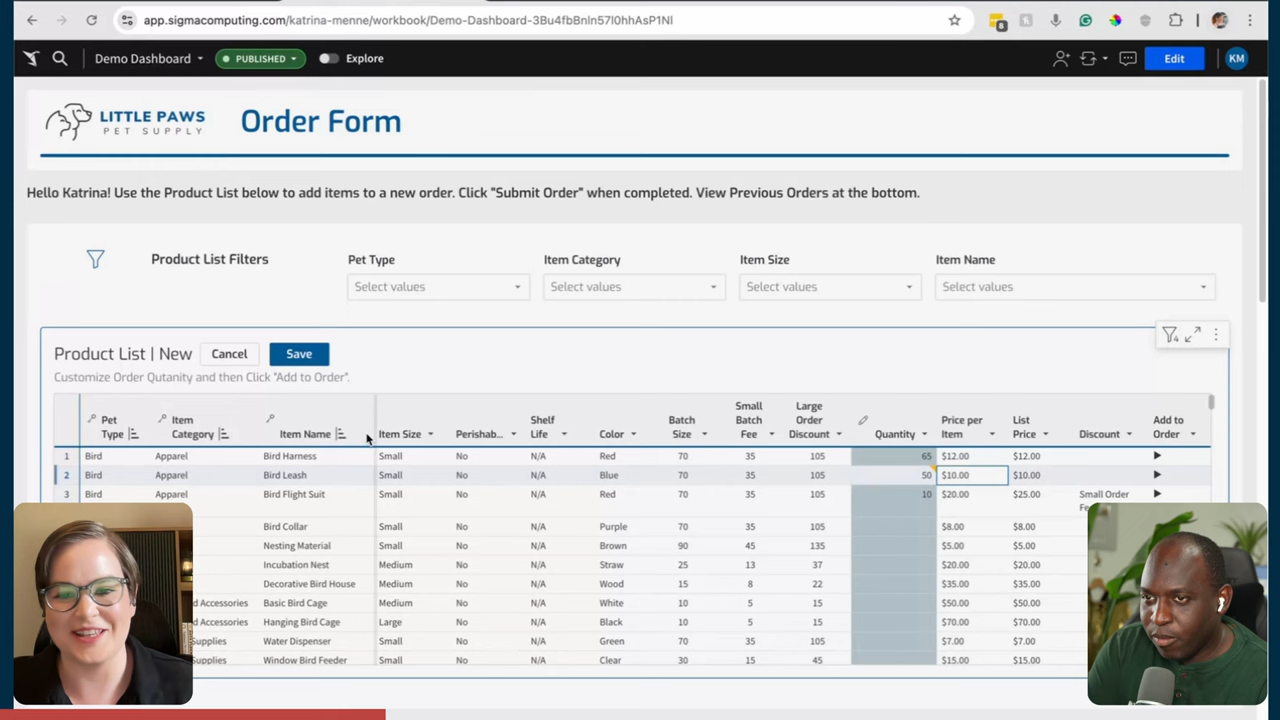 app.sigmacomputing.com/katrina-menne/workbook/Demo-Dashboard-3Bu4fbBnIn57I0hhAsP1NI
8
Demo Dashboard PUBLISHED Explore Edit KM
LITTLE PAWS
PET SUPPLY
Order Form
Hello Katrina! Use the Product List below to add items to a new order. Click "Submit Order" when completed. View Previous Orders at the bottom.
Product List Filters Pet Type Item Category Item Size Item Name
Select values Select values Select values Select values
4
Product List | New Cancel Save
Customize Order Qutanity and then Click "Add to Order".
Pet Type Item Category Item Name Item Size Perishab... Shelf Life Color Batch Size Small Batch Fee Large Order Discount Quantity Price per Item List Price Discount Add to Order
1 Bird Apparel Bird Harness Small No N/A Red 70 35 105 65 $12.00 $12.00
2 Bird Apparel Bird Leash Small No N/A Blue 70 35 105 50 $10.00 $10.00
3 Bird Apparel Bird Flight Suit Small No N/A Red 70 35 105 10 $20.00 $25.00 Small Order
Fe
Bird Collar Small No N/A Purple 70 35 105 $8.00 $8.00
Nesting Material Small No N/A Brown 90 45 135 $5.00 $5.00
Incubation Nest Medium No N/A Straw 25 13 37 $20.00 $20.00
Decorative Bird House Medium No N/A Wood 15 8 22 $35.00 $35.00
d Accessories Basic Bird Cage Medium No N/A White 10 5 15 $50.00 $50.00
d Accessories Hanging Bird Cage Large No N/A Black 10 5 15 $70.00 $70.00
upplies Water Dispenser Small No N/A Green 70 35 105 $7.00 $7.00
upplies Window Bird Feeder Small No N/A Clear 30 15 45 $15.00 $15.00